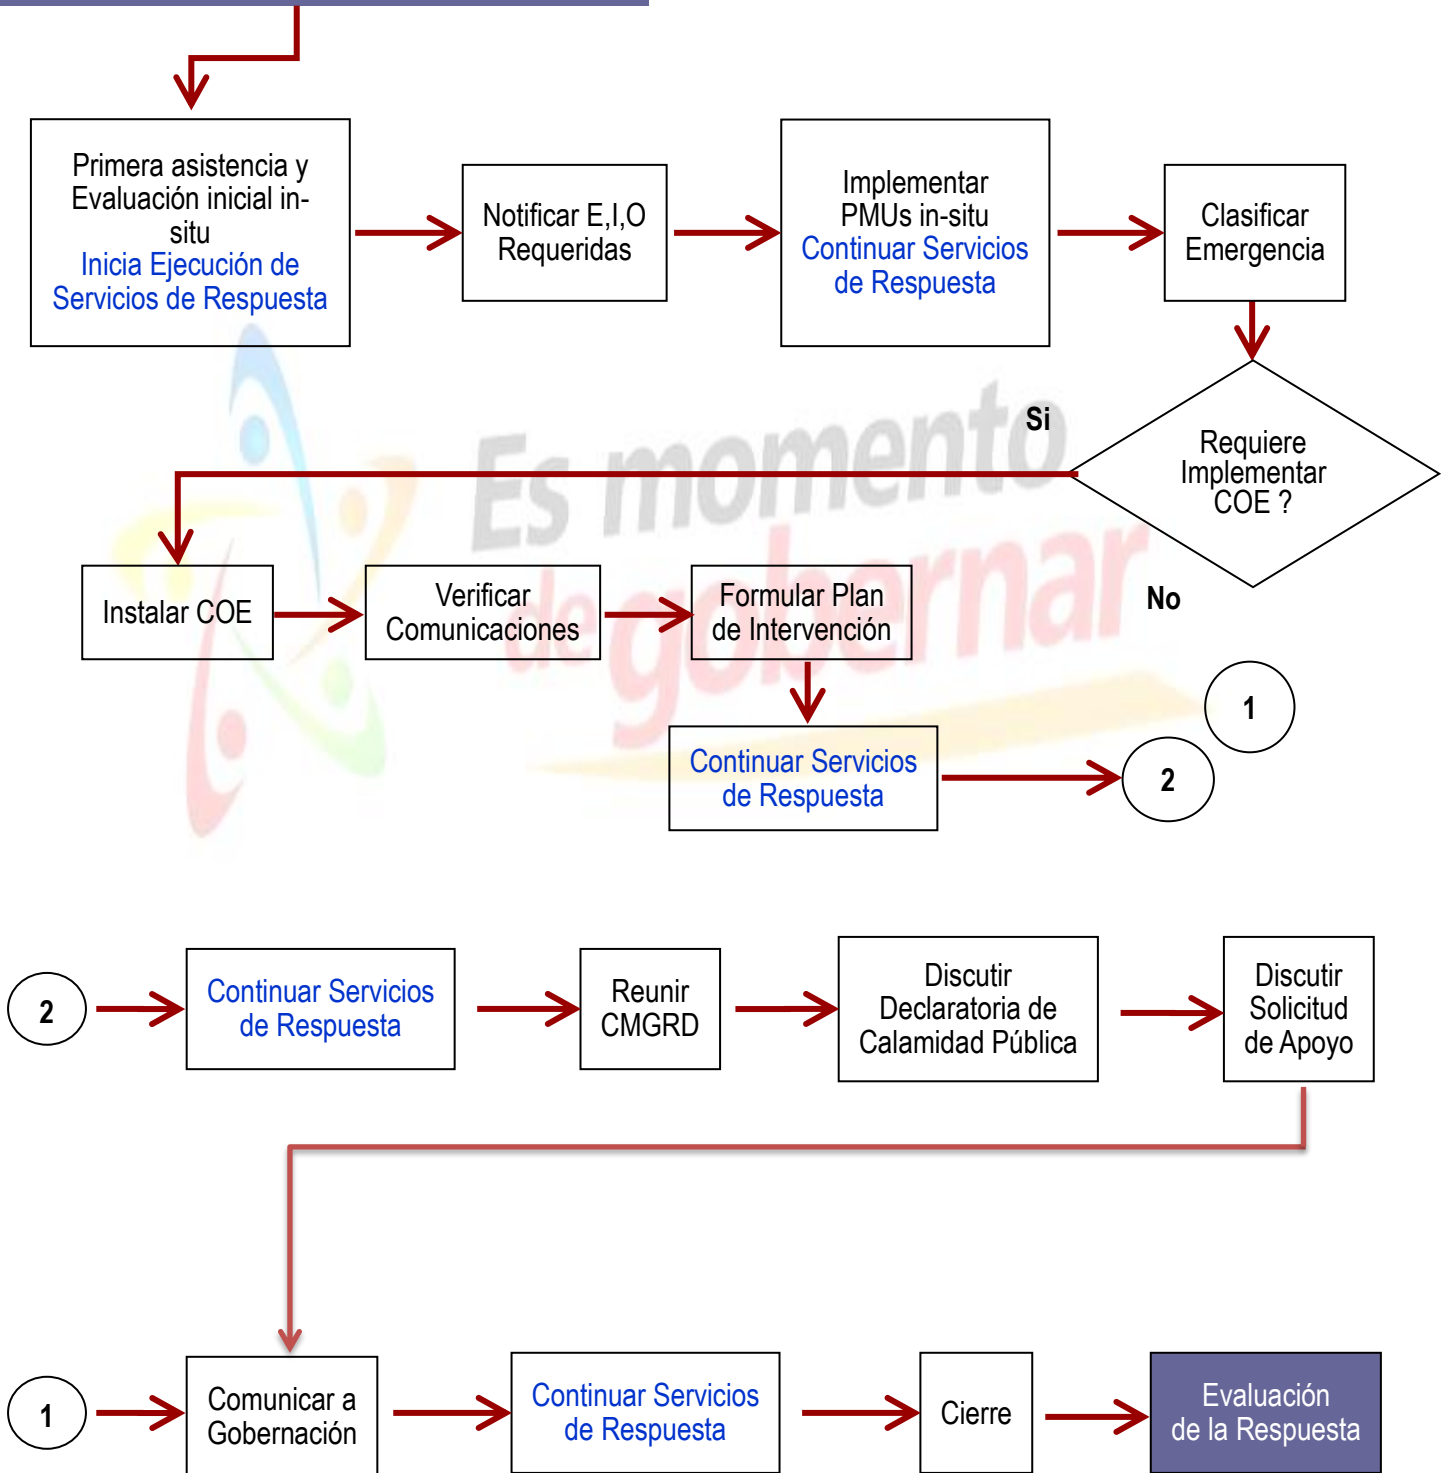 Primera asistencia y
Evaluación inicial in-
situ
Inicia Ejecución de
Servicios de Respuesta
Notificar E,I,O
Requeridas
Implementar
PMUs in-situ
Continuar Servicios
de Respuesta
Clasificar
Emergencia
Si
Requiere
Implementar
COE ?
No
Es momento
de gobernar
Instalar COE
Verificar
Comunicaciones
Formular Plan
de Intervención
1
Continuar Servicios
de Respuesta
2
2
Continuar Servicios
de Respuesta
Reunir
CMGRD
Discutir
Declaratoria de
Calamidad Pública
Discutir
Solicitud
de Apoyo
1
Comunicar a
Gobernación
Continuar Servicios
de Respuesta
Cierre
Evaluación
de la Respuesta